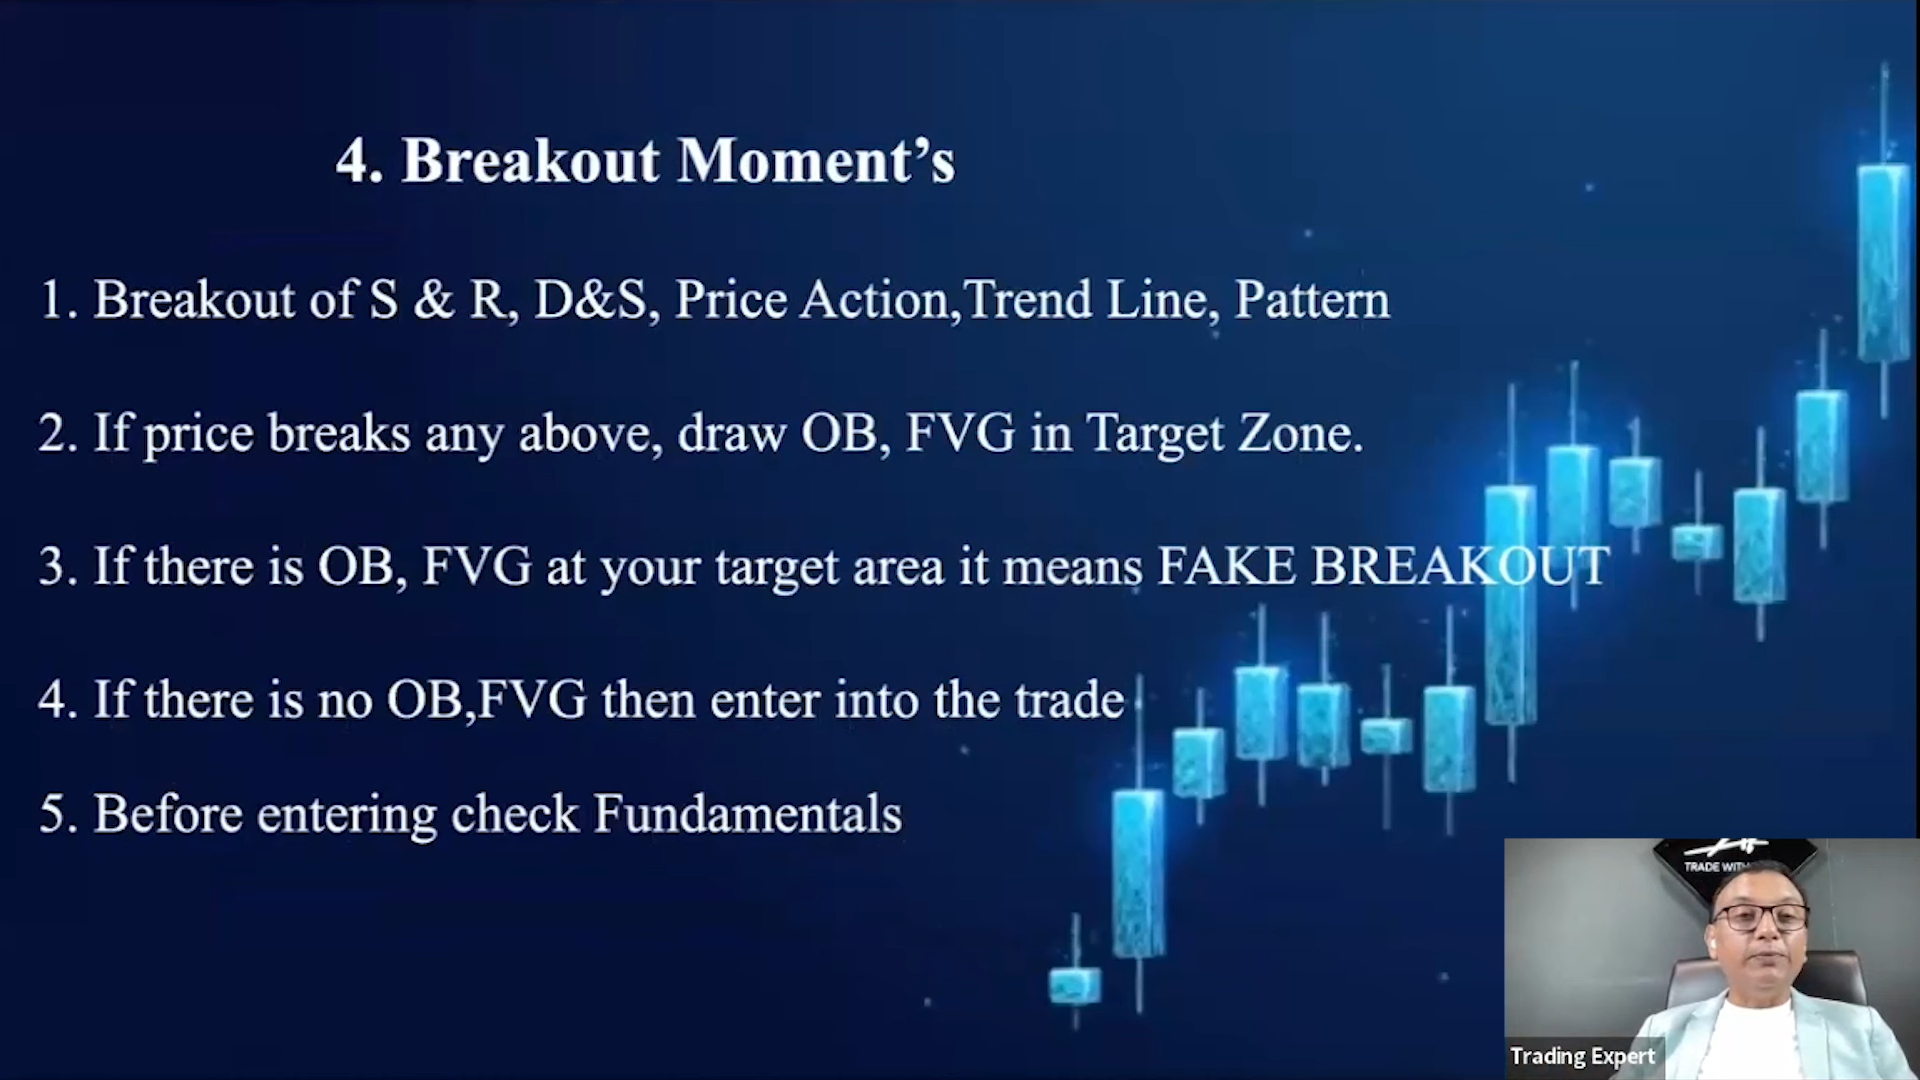 4. Breakout Moment’s
1. Breakout of S & R, D&S, Price Action,Trend Line, Pattern
2. If price breaks any above, draw OB, FVG in Target Zone.
3. If there is OB, FVG at your target area it means FAKE BREAKOUT
4. If there is no OB,FVG then enter into the trade
5. Before entering check Fundamentals
TRADE WITH
Trading Expert